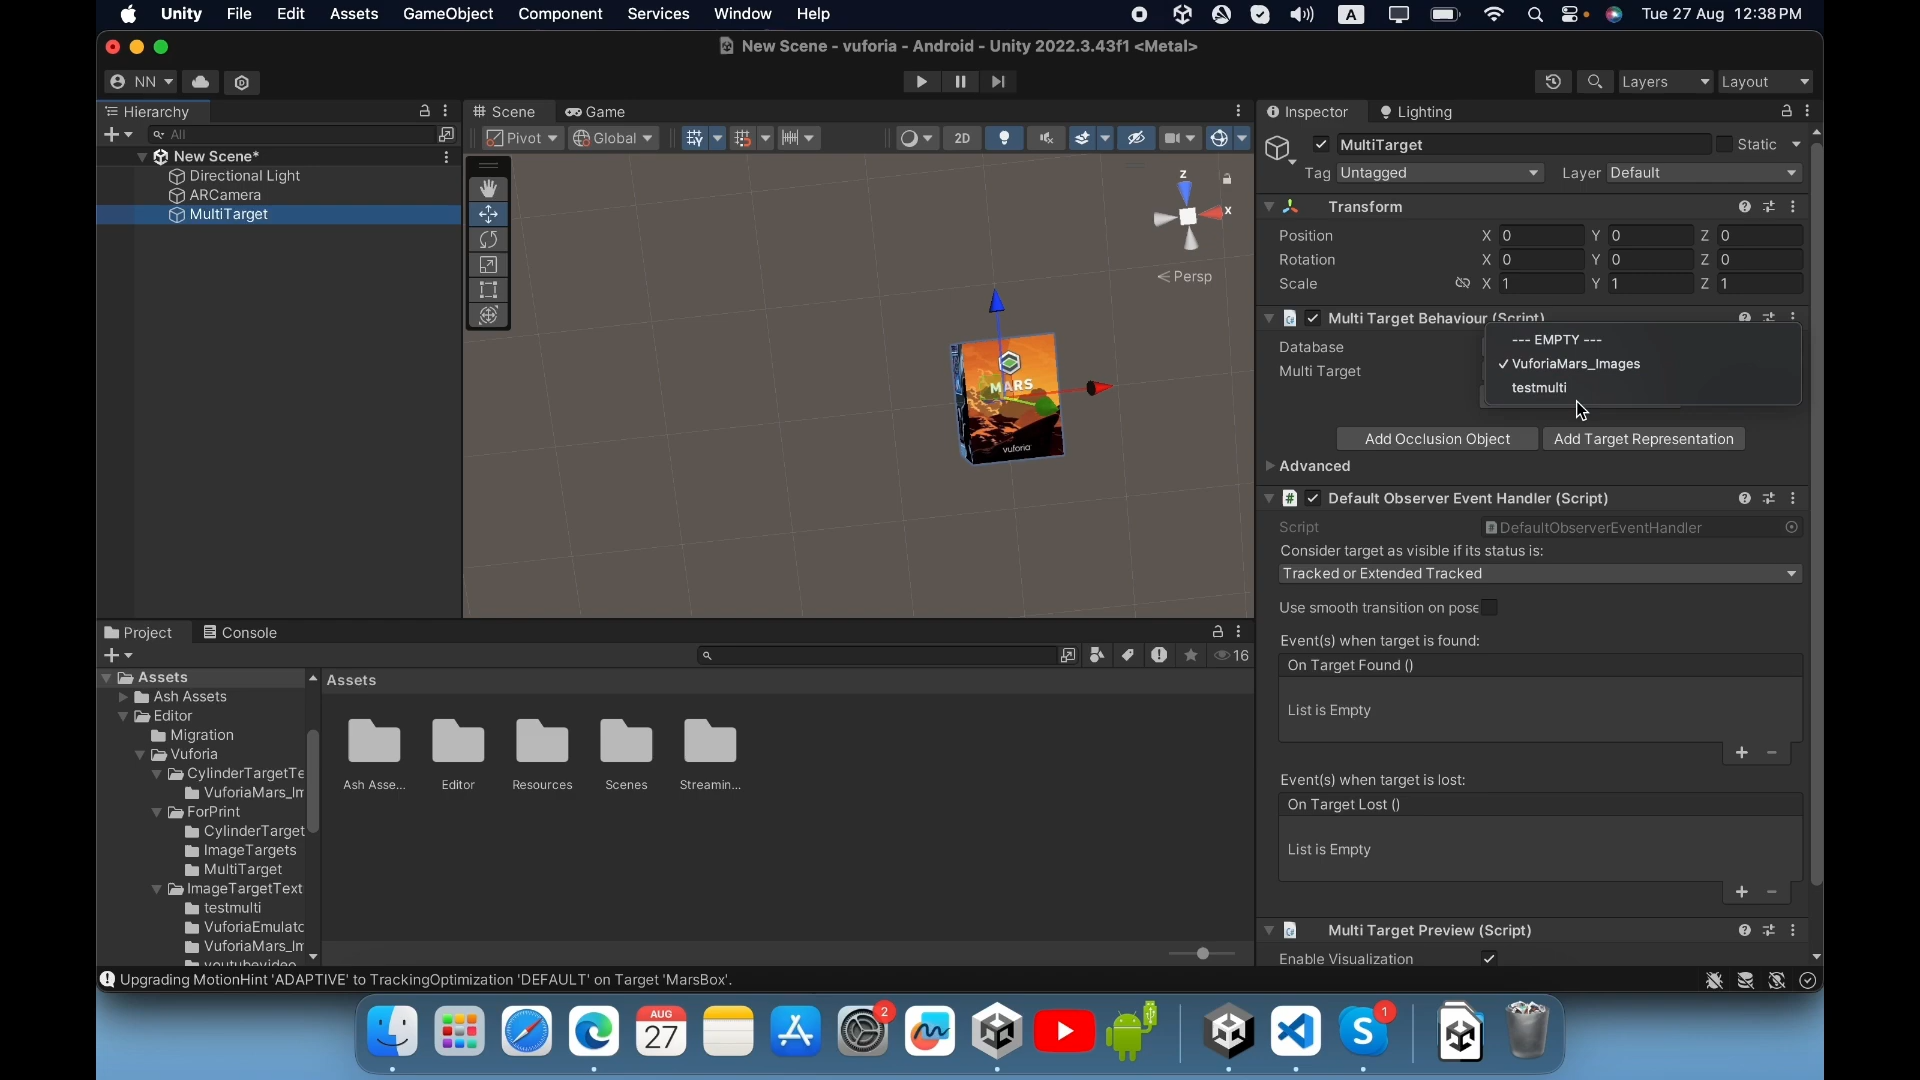 Unity File Edit Assets GameObject Component Services Window Help
A
Tue 27 Aug 12:38 PM
New Scene - vuforia - Android - Unity 2022.3.43f1 <Metal>
NN
Layers
Layout
Hierarchy
All
New Scene*
Directional Light
ARCamera
MultiTarget
Scene
Game
Pivot
Global
2D
z
x
Persp
MARS
vuforia
Inspector
Lighting
MultiTarget
Static
Tag Untagged
Layer Default
Transform
Position X 0 Y 0 Z 0
Rotation X 0 Y 0 Z 0
Scale X 1 Y 1 Z 1
Multi Target Behaviour (Script)
Database
Multi Target
--- EMPTY ---
✓ VuforiaMars_Images
testmulti
Add Occlusion Object
Add Target Representation
Advanced
# Default Observer Event Handler (Script)
Script
DefaultObserverEventHandler
Consider target as visible if its status is:
Tracked or Extended Tracked
Use smooth transition on pose
Event(s) when target is found:
On Target Found ()
List is Empty
+ −
Event(s) when target is lost:
On Target Lost ()
List is Empty
+ −
Multi Target Preview (Script)
Enable Visualization
Project
Console
16
Assets
Ash Assets
Editor
Migration
Vuforia
CylinderTargetTe
VuforiaMars_Im
ForPrint
CylinderTarget
ImageTargets
MultiTarget
ImageTargetText
testmulti
VuforiaEmulato
VuforiaMars_Im
youtubevideo
Assets
Ash Asse...
Editor
Resources
Scenes
Streamin...
Upgrading MotionHint 'ADAPTIVE' to TrackingOptimization 'DEFAULT' on Target 'MarsBox'.
AUG
27
2
S
1